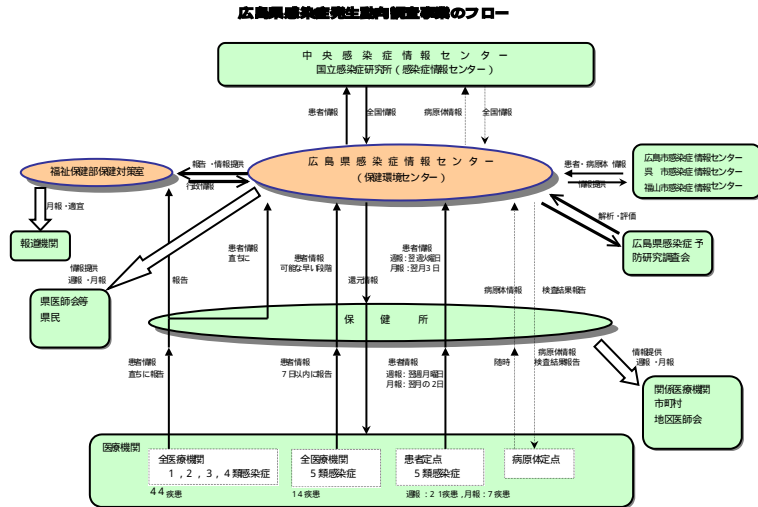 広島県感染症発生動向調査事業のフロー
中央感染症情報センター
国立感染症研究所(感染症情報センター)
患者情報
全国情報
病原体情報
全国情報
福祉保健部保健対策室
報告・情報提供
行政情報
広島県感染症情報センター
(保健環境センター)
患者・病原体情報
情報提供
広島市感染症情報センター
呉 市感染症情報センター
福山市感染症情報センター
月報・適宜
報道機関
解析・評価
広島県感染症予
防研究調査会
情報提供
週報・月報
県医師会等
県民
報告
患者情報
直ちに
患者情報
可能な早い段階
還元情報
患者情報
週報:翌週火曜日
月報:翌月3日
病原体情報
検査結果報告
保健所
患者情報
直ちに報告
患者情報
7日以内に報告
患者情報
週報:翌週月曜日
月報:翌月の2日
随時
病原体情報
検査結果報告
情報提供
週報・月報
関係医療機関
市町村
地区医師会
医療機関
全医療機関
1,2,3,4類感染症
44疾患
全医療機関
5類感染症
14疾患
患者定点
5類感染症
週報:21疾患,月報:7疾患
病原体定点